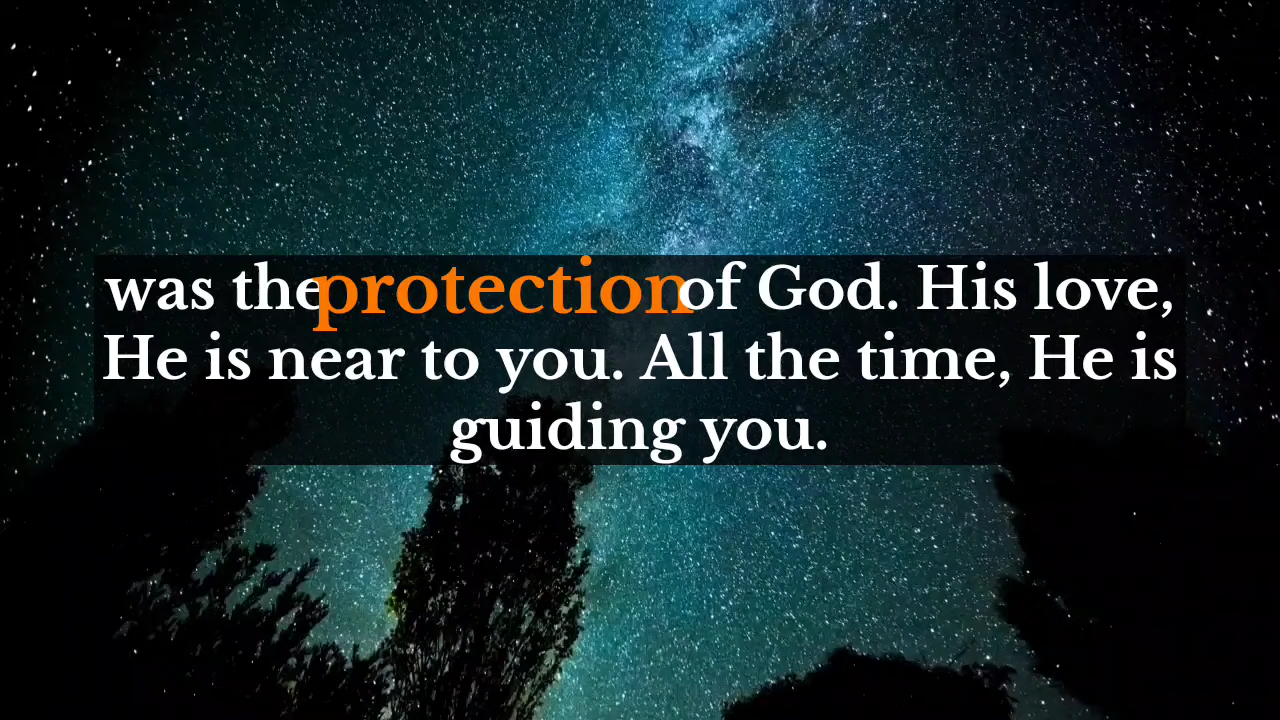 was the protection of God. His love,
He is near to you. All the time, He is
guiding you.